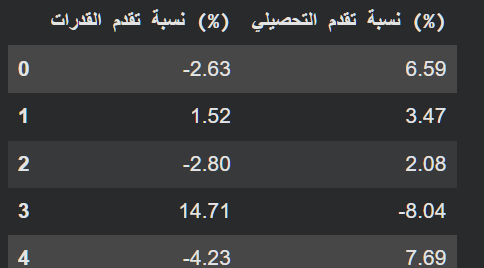 نسبة تقدم القدرات (%) نسبة تقدم التحصيلي (%)
0 -2.63 6.59
1 1.52 3.47
2 -2.80 2.08
3 14.71 -8.04
4 -4.23 7.69